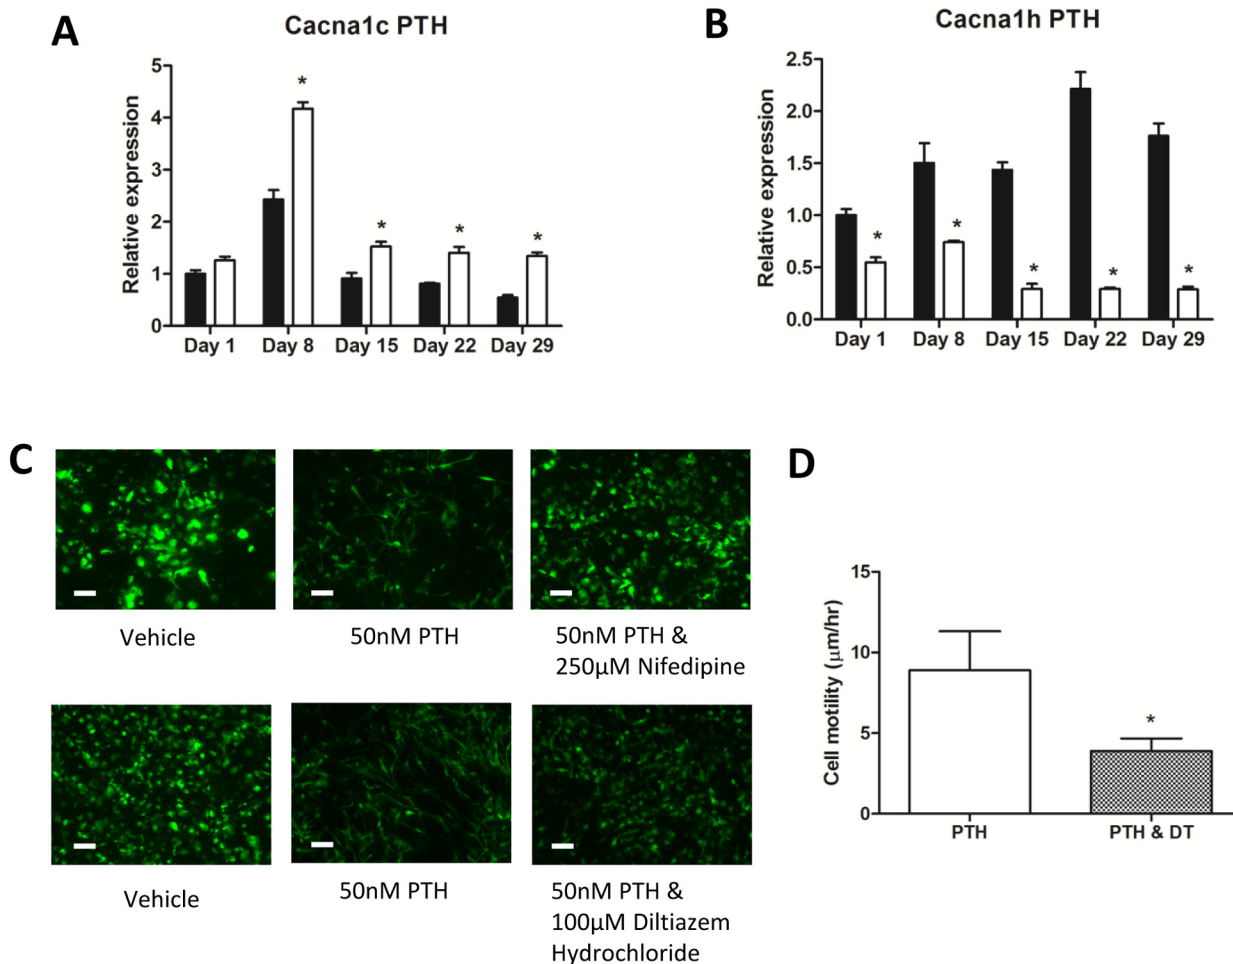 A
Cacna1c PTH
Relative expression
5
4
3
2
1
0
*
*
*
*
Day 1 Day 8 Day 15 Day 22 Day 29
B
Cacna1h PTH
Relative expression
2.5
2.0
1.5
1.0
0.5
0.0
*
*
*
*
*
Day 1 Day 8 Day 15 Day 22 Day 29
C
Vehicle
50nM PTH
50nM PTH &
250µM Nifedipine
Vehicle
50nM PTH
50nM PTH &
100µM Diltiazem
Hydrochloride
D
Cell motility (µm/hr)
15
10
5
0
*
PTH
PTH & DT